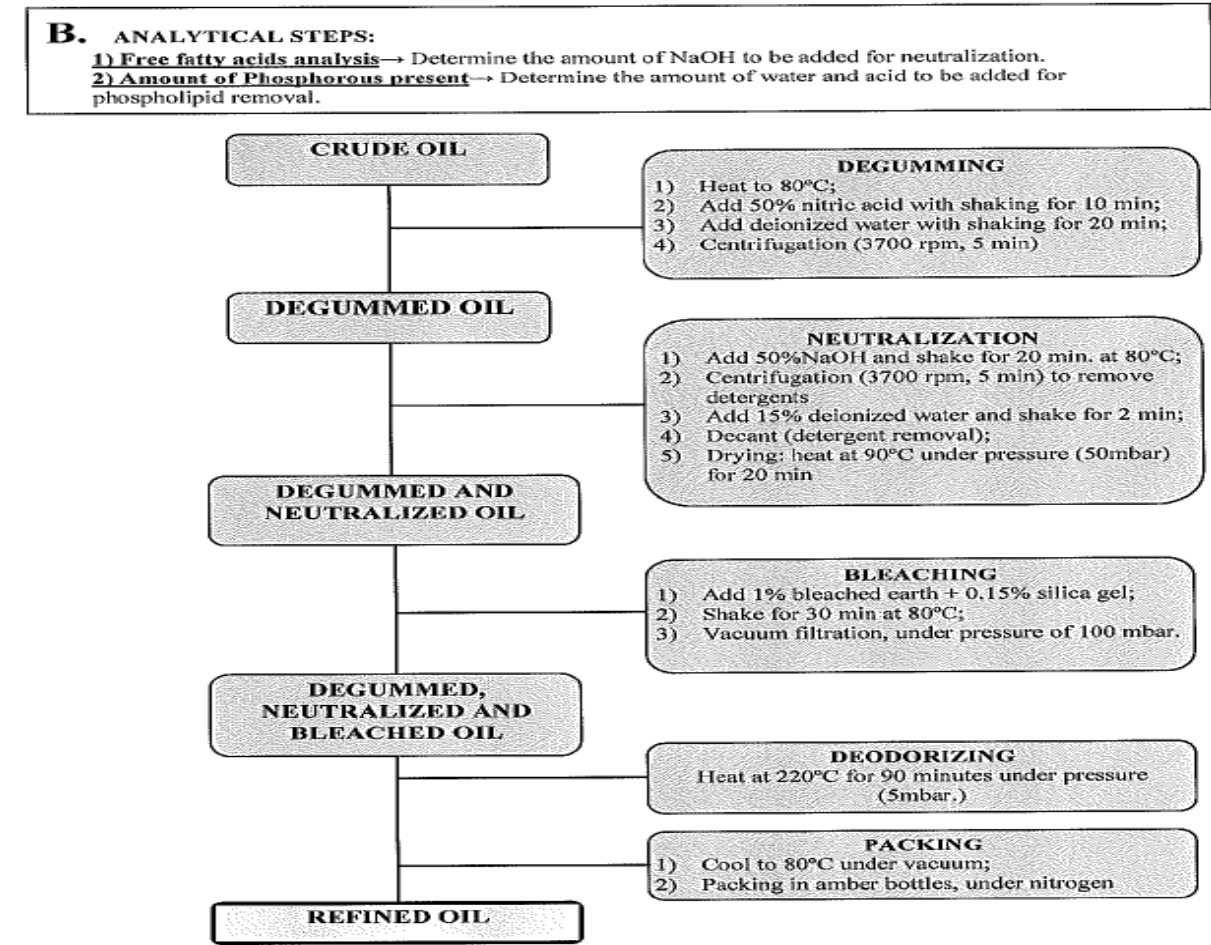 B. ANALYTICAL STEPS:
1) Free fatty acids analysis→ Determine the amount of NaOH to be added for neutralization.
2) Amount of Phosphorous present→ Determine the amount of water and acid to be added for
phospholipid removal.
CRUDE OIL
DEGUMMING
1) Heat to 80ºC;
2) Add 50% nitric acid with shaking for 10 min;
3) Add deionized water with shaking for 20 min;
4) Centrifugation (3700 rpm, 5 min)
DEGUMMED OIL
NEUTRALIZATION
1) Add 50%NaOH and shake for 20 min. at 80ºC;
2) Centrifugation (3700 rpm, 5 min) to remove
detergents
3) Add 15% deionized water and shake for 2 min;
4) Decant (detergent removal);
5) Drying: heat at 90ºC under pressure (50mbar)
for 20 min
DEGUMMED AND
NEUTRALIZED OIL
BLEACHING
1) Add 1% bleached earth + 0.15% silica gel;
2) Shake for 30 min at 80ºC;
3) Vacuum filtration, under pressure of 100 mbar.
DEGUMMED,
NEUTRALIZED AND
BLEACHED OIL
DEODORIZING
Heat at 220ºC for 90 minutes under pressure
(5mbar.)
PACKING
1) Cool to 80ºC under vacuum;
2) Packing in amber bottles, under nitrogen
REFINED OIL